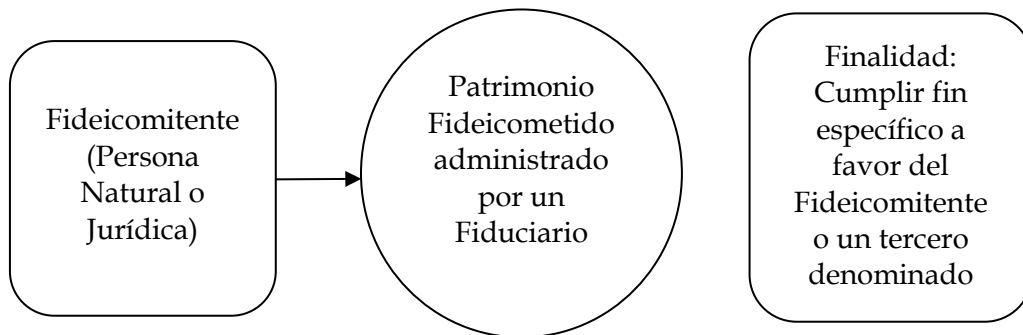 Fideicomitente
(Persona
Natural o
Jurídica)
Patrimonio
Fideicometido
administrado
por un
Fiduciario
Finalidad:
Cumplir fin
específico a
favor del
Fideicomitente
o un tercero
denominado